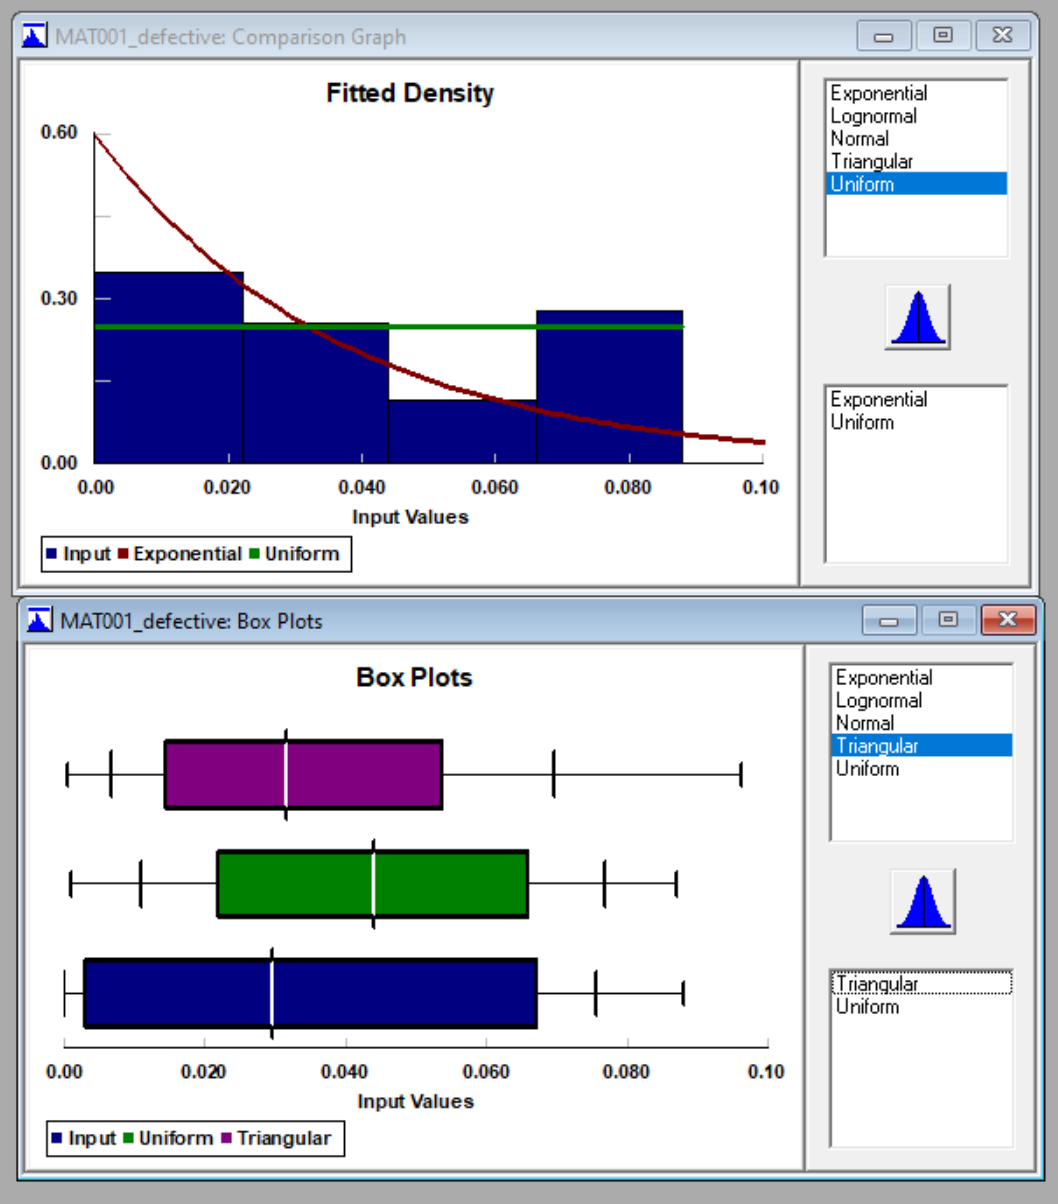 MAT001_defective: Comparison Graph
Fitted Density
0.60
0.30
0.00
0.00 0.020 0.040 0.060 0.080 0.10
Input Values
Input Exponential Uniform
Exponential
Lognormal
Normal
Triangular
Uniform
Exponential
Uniform
MAT001_defective: Box Plots
Box Plots
0.00 0.020 0.040 0.060 0.080 0.10
Input Values
Input Uniform Triangular
Exponential
Lognormal
Normal
Triangular
Uniform
Triangular
Uniform